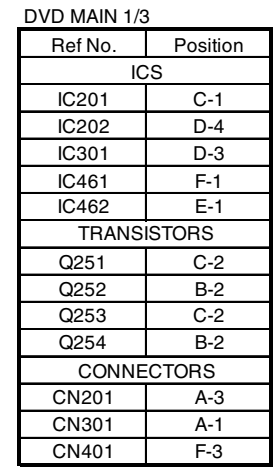 DVD MAIN 1/3
Ref No. Position
ICS
IC201 C-1
IC202 D-4
IC301 D-3
IC461 F-1
IC462 E-1
TRANSISTORS
Q251 C-2
Q252 B-2
Q253 C-2
Q254 B-2
CONNECTORS
CN201 A-3
CN301 A-1
CN401 F-3